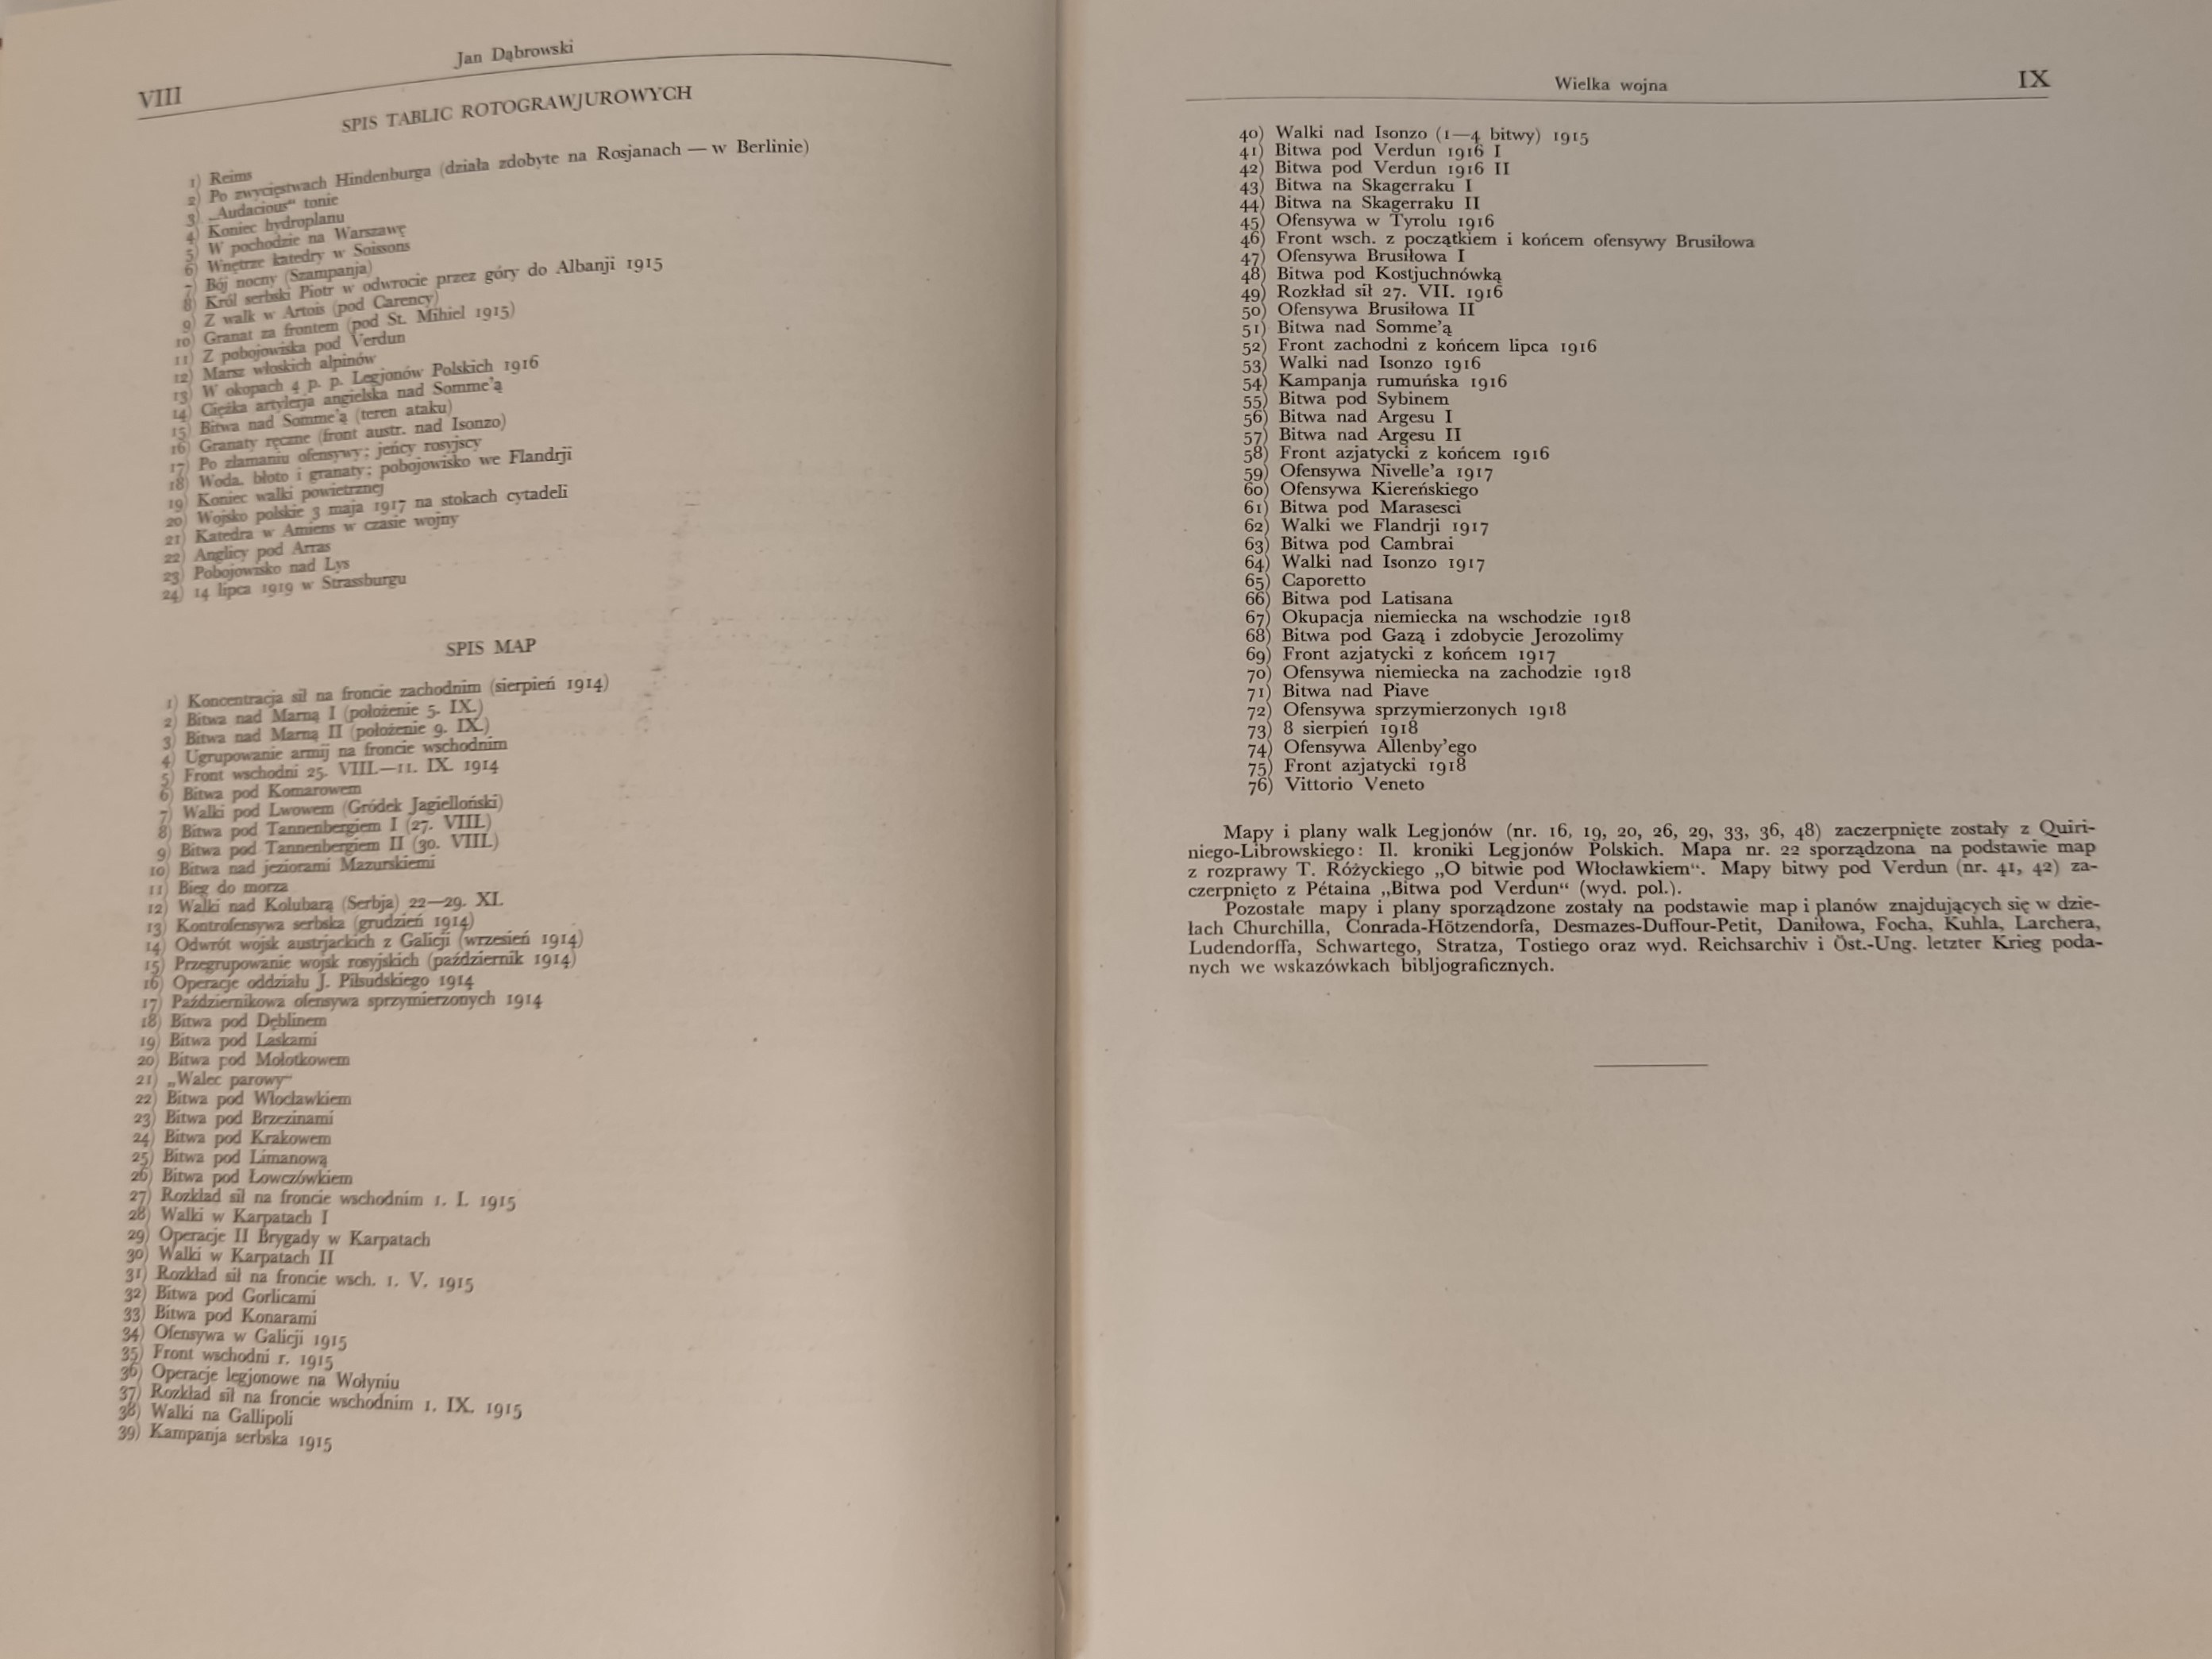 VIII
Jan Dąbrowski
SPIS TABLIC ROTOGRAWJUROWYCH
1) Reims
2) Po zwycięstwach Hindenburga (działa zdobyte na Rosjanach — w Berlinie)
3) „Audacious“ tonie
4) Koniec hydroplanu
5) W pochodzie na Warszawę
6) Wnętrze katedry w Soissons
7) Bój nocny (Szampanja)
8) Król serbski Piotr w odwrocie przez góry do Albanji 1915
9) Z walk w Artois (pod Carency)
10) Granat za frontem (pod St. Mihiel 1915)
11) Z pobojowiska pod Verdun
12) Marsz włoskich alpinów
13) W okopach 4 p. p. Legjonów Polskich 1916
14) Ciężka artylerja angielska nad Somme’ą
15) Bitwa nad Somme’ą (teren ataku)
16) Granaty ręczne (front austr. nad Isonzo)
17) Po złamaniu ofensywy; jeńcy rosyjscy
18) Woda, błoto i granaty; pobojowisko we Flandrji
19) Koniec walki powietrznej
20) Wojsko polskie 3 maja 1917 na stokach cytadeli
21) Katedra w Amiens w czasie wojny
22) Anglicy pod Arras
23) Pobojowisko nad Lys
24) 14 lipca 1919 w Strassburgu
SPIS MAP
1) Koncentracja sił na froncie zachodnim (sierpień 1914)
2) Bitwa nad Marną I (położenie 5. IX.)
3) Bitwa nad Marną II (położenie 9. IX.)
4) Ugrupowanie armij na froncie wschodnim
5) Front wschodni 25. VIII.—11. IX. 1914
6) Bitwa pod Komarowem
7) Walki pod Lwowem (Gródek Jagielloński)
8) Bitwa pod Tannenbergiem I (27. VIII.)
9) Bitwa pod Tannenbergiem II (30. VIII.)
10) Bitwa nad jeziorami Mazurskiemi
11) Bieg do morza
12) Walki nad Kolubarą (Serbja) 22—29. XI.
13) Kontrofensywa serbska (grudzień 1914)
14) Odwrót wojsk austrjackich z Galicji (wrzesień 1914)
15) Przegrupowanie wojsk rosyjskich (październik 1914)
16) Operacje oddziału J. Piłsudskiego 1914
17) Październikowa ofensywa sprzymierzonych 1914
18) Bitwa pod Dęblinem
19) Bitwa pod Laskami
20) Bitwa pod Mołotkowem
21) „Walec parowy“
22) Bitwa pod Włocławkiem
23) Bitwa pod Brzezinami
24) Bitwa pod Krakowem
25) Bitwa pod Limanową
26) Bitwa pod Łowczówkiem
27) Rozkład sił na froncie wschodnim 1. I. 1915
28) Walki w Karpatach I
29) Operacje II Brygady w Karpatach
30) Walki w Karpatach II
31) Rozkład sił na froncie wsch. 1. V. 1915
32) Bitwa pod Gorlicami
33) Bitwa pod Konarami
34) Ofensywa w Galicji 1915
35) Front wschodni r. 1915
36) Operacje legjonowe na Wołyniu
37) Rozkład sił na froncie wschodnim 1. IX. 1915
38) Walki na Gallipoli
39) Kampanja serbska 1915
Wielka wojna
IX
40) Walki nad Isonzo (1—4 bitwy) 1915
41) Bitwa pod Verdun 1916 I
42) Bitwa pod Verdun 1916 II
43) Bitwa na Skagerraku I
44) Bitwa na Skagerraku II
45) Ofensywa w Tyrolu 1916
46) Front wsch. z początkiem i końcem ofensywy Brusiłowa
47) Ofensywa Brusiłowa I
48) Bitwa pod Kostjuchnówką
49) Rozkład sił 27. VII. 1916
50) Ofensywa Brusiłowa II
51) Bitwa nad Somme’ą
52) Front zachodni z końcem lipca 1916
53) Walki nad Isonzo 1916
54) Kampanja rumuńska 1916
55) Bitwa pod Sybinem
56) Bitwa nad Argesu I
57) Bitwa nad Argesu II
58) Front azjatycki z końcem 1916
59) Ofensywa Nivelle’a 1917
60) Ofensywa Kiereńskiego
61) Bitwa pod Marasesci
62) Walki we Flandrji 1917
63) Bitwa pod Cambrai
64) Walki nad Isonzo 1917
65) Caporetto
66) Bitwa pod Latisana
67) Okupacja niemiecka na wschodzie 1918
68) Bitwa pod Gazą i zdobycie Jerozolimy
69) Front azjatycki z końcem 1917
70) Ofensywa niemiecka na zachodzie 1918
71) Bitwa nad Piave
72) Ofensywa sprzymierzonych 1918
73) 8 sierpień 1918
74) Ofensywa Allenby’ego
75) Front azjatycki 1918
76) Vittorio Veneto
Mapy i plany walk Legjonów (nr. 16, 19, 20, 26, 29, 33, 36, 48) zaczerpnięte zostały z Quiri-
niego-Librowskiego: Il. kroniki Legjonów Polskich. Mapa nr. 22 sporządzona na podstawie map
z rozprawy T. Różyckiego „O bitwie pod Włocławkiem“. Mapy bitwy pod Verdun (nr. 41, 42) za-
czerpnięto z Pétaina „Bitwa pod Verdun“ (wyd. pol.).
Pozostałe mapy i plany sporządzone zostały na podstawie map i planów znajdujących się w dzie-
łach Churchilla, Conrada-Hötzendorfa, Desmazes-Duffour-Petit, Daniłowa, Focha, Kuhla, Larchera,
Ludendorffa, Schwartego, Stratza, Tostiego oraz wyd. Reichsarchiv i Öst.-Ung. letzter Krieg poda-
nych we wskazówkach bibljograficznych.